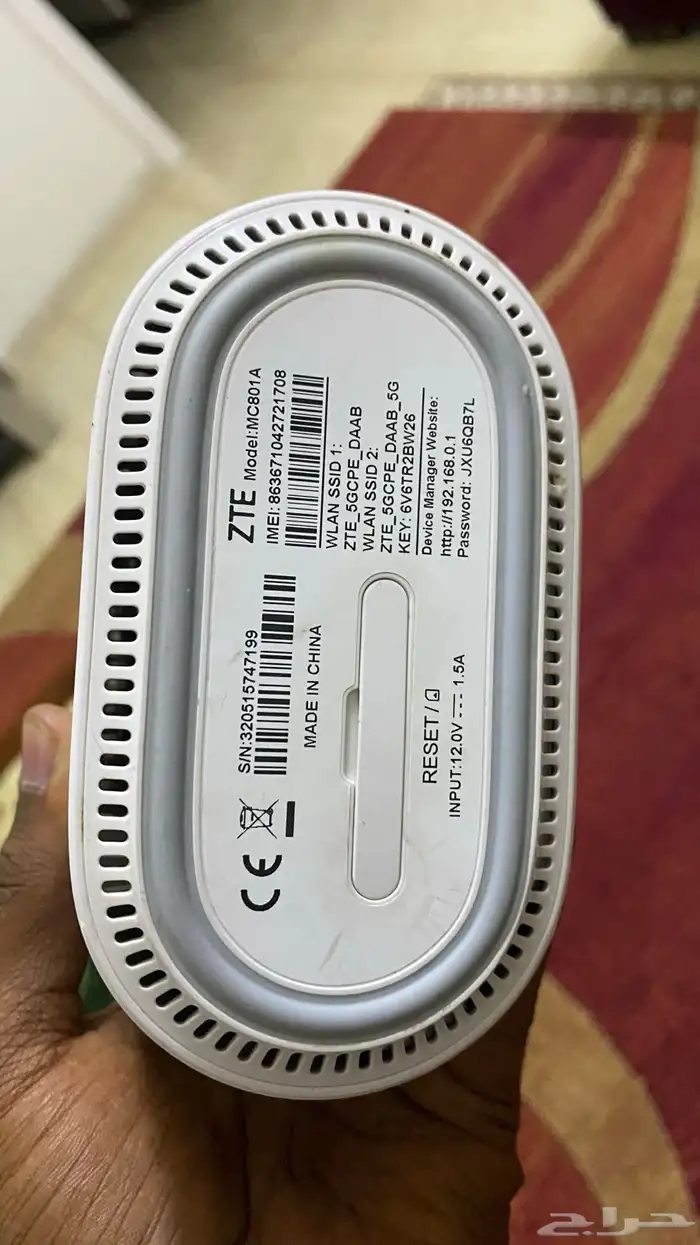 ZTE Model:MC801A
IMEI: 863671042721708
WLAN SSID 1:
ZTE_5GCPE_DAAB
WLAN SSID 2:
ZTE_5GCPE_DAAB_5G
KEY: 6V6TR2BW26
Device Manager Website:
http://192.168.0.1
Password: JXU6QB7L
S/N:320515747199
MADE IN CHINA
RESET /
INPUT:12.0V 1.5A
CE
حراج